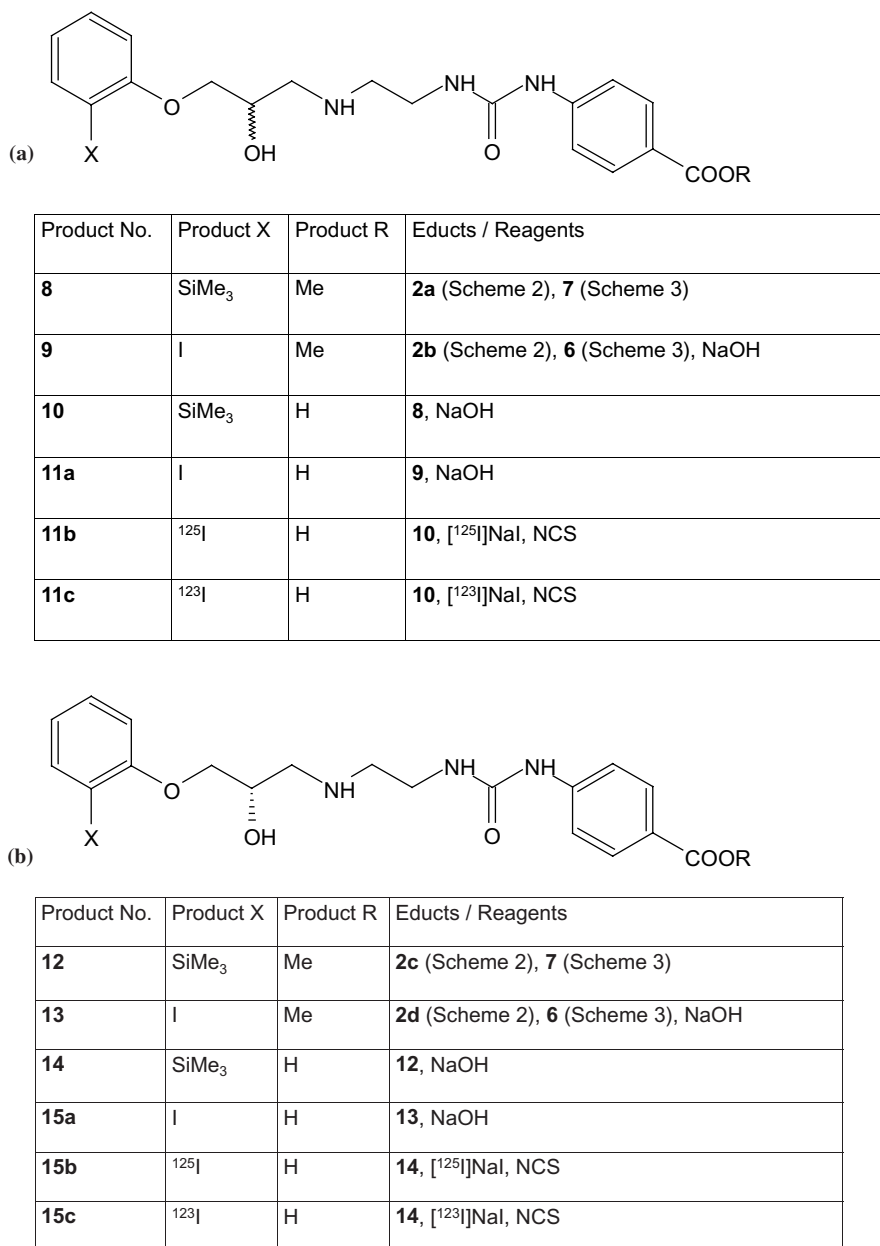 NH NH
O NH
(a) X OH O
COOR
Product No. Product X Product R Educts / Reagents
8 SiMe3 Me 2a (Scheme 2), 7 (Scheme 3)
9 I Me 2b (Scheme 2), 6 (Scheme 3), NaOH
10 SiMe3 H 8, NaOH
11a I H 9, NaOH
11b 125I H 10, [125I]NaI, NCS
11c 123I H 10, [123I]NaI, NCS
NH NH
O NH
X OH O
(b) COOR
Product No. Product X Product R Educts / Reagents
12 SiMe3 Me 2c (Scheme 2), 7 (Scheme 3)
13 I Me 2d (Scheme 2), 6 (Scheme 3), NaOH
14 SiMe3 H 12, NaOH
15a I H 13, NaOH
15b 125I H 14, [125I]NaI, NCS
15c 123I H 14, [123I]NaI, NCS